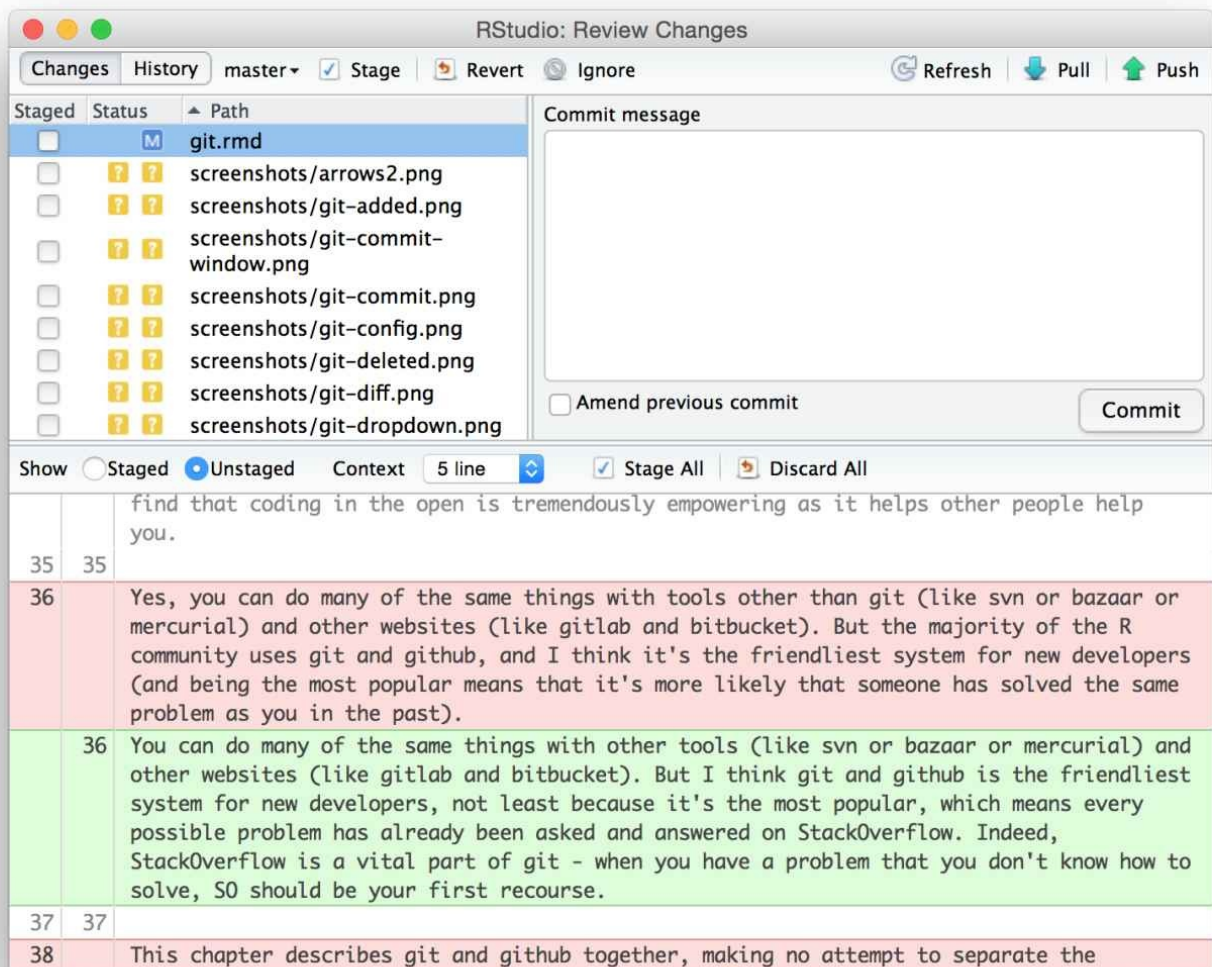 RStudio: Review Changes
Changes History master Stage Revert Ignore Refresh Pull Push
Staged Status Path
M git.rmd
? ? screenshots/arrows2.png
? ? screenshots/git-added.png
? ? screenshots/git-commit-
window.png
? ? screenshots/git-commit.png
? ? screenshots/git-config.png
? ? screenshots/git-deleted.png
? ? screenshots/git-diff.png
? ? screenshots/git-dropdown.png
Commit message
Amend previous commit
Commit
Show Staged Unstaged Context 5 line Stage All Discard All
find that coding in the open is tremendously empowering as it helps other people help
you.
35 35
36 Yes, you can do many of the same things with tools other than git (like svn or bazaar or
mercurial) and other websites (like gitlab and bitbucket). But the majority of the R
community uses git and github, and I think it's the friendliest system for new developers
(and being the most popular means that it's more likely that someone has solved the same
problem as you in the past).
36 You can do many of the same things with other tools (like svn or bazaar or mercurial) and
other websites (like gitlab and bitbucket). But I think git and github is the friendliest
system for new developers, not least because it's the most popular, which means every
possible problem has already been asked and answered on StackOverflow. Indeed,
StackOverflow is a vital part of git - when you have a problem that you don't know how to
solve, SO should be your first recourse.
37 37
38 This chapter describes git and github together, making no attempt to separate the